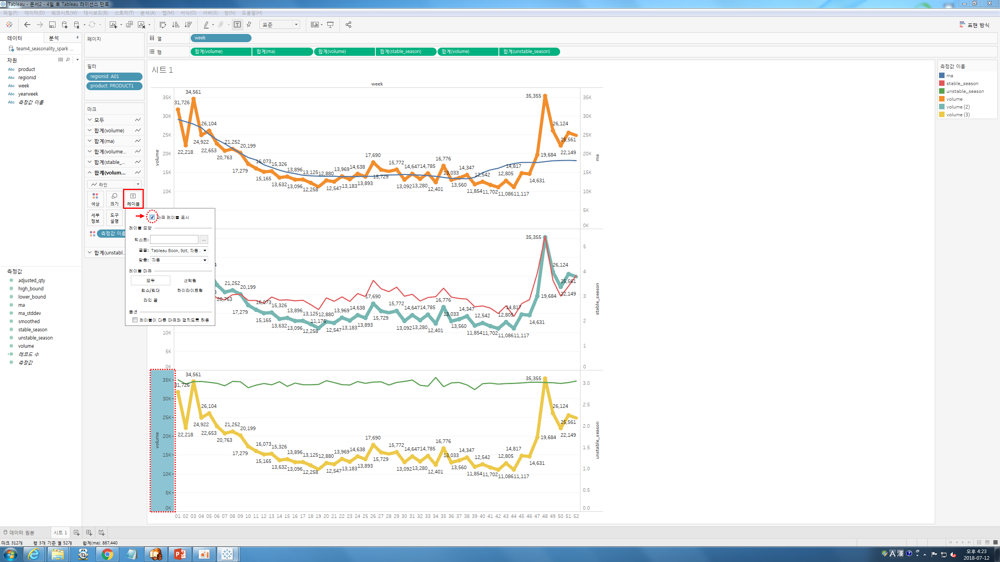 Tableau - 문서2 - 4일 후 Tableau 라이선스 만료
파일(F) 데이터(D) 워크시트(W) 대시보드(B) 스토리(T) 분석(A) 맵(M) 서식(O) 서버(S) 창(N) 도움말(H)
표준
표현 방식
데이터 분석
team4_seasonality_spark ...
차원
Abc product
Abc regionid
Abc week
Abc yearweek
Abc 측정값 이름
측정값
adjusted_qty
high_bound
lower_bound
ma
ma_stddev
smoothed
stable_season
unstable_season
volume
레코드 수
측정값
페이지
필터
regionid: A01
product: PRODUCT1
마크
모두
합계(volume)
합계(ma)
합계(volume...
합계(stable_...
합계(volum...
라인
색상 크기 레이블
세부 정보
도구 설명
측정값 이름
합계(unstabl...
마크 레이블 표시
레이블 모양
텍스트: ...
글꼴: Tableau Book, 9pt, 자동..
맞춤: 자동
레이블 마크
모두 선택됨
최소/최대 하이라이트됨
라인 끝
옵션
레이블이 다른 마크와 겹치도록 허용
열 week
행 합계(volume) 합계(ma) 합계(volume) 합계(stable_season) 합계(volume) 합계(unstable_season)
시트 1
week
volume
35K
30K
25K
20K
15K
10K
31,726 22,218 34,561 24,922 26,104 22,653 20,763 21,252 20,199 17,279 16,073 15,165 15,326 13,632 13,896 13,096 13,125 12,258 12,880 12,547 13,969 13,183 14,638 13,893 17,690 15,729 15,772 13,092 14,647 13,280 14,785 12,401 16,776 13,033 13,560 14,347 11,854 12,542 11,702 11,086 12,805 11,117 14,817 14,631 19,684 35,355 26,124 22,149 25,561
35K
30K
25K
20K
15K
10K
5K
0K
ma
20,763 21,252 20,199 17,279 16,073 15,165 15,326 13,632 13,896 13,096 13,125 12,258 11,176 12,880 12,547 13,969 13,183 14,638 13,893 17,690 15,729 15,772 13,092 14,647 13,280 14,785 12,401 16,776 13,033 13,560 14,347 11,854 12,542 11,702 11,086 12,805 11,117 14,817 14,631 19,684 35,355 26,124 22,149 25,561
10K
5K
0K
5
4
3
2
1
0
stable_season
volume
35K
30K
25K
20K
15K
10K
5K
0K
31,726 22,218 34,561 24,922 26,104 22,653 20,763 21,252 20,199 17,279 16,073 15,165 15,326 13,632 13,896 13,096 13,125 12,258 12,880 12,547 13,969 13,183 14,638 13,893 17,690 15,729 15,772 13,092 14,647 13,280 14,785 12,401 16,776 13,033 13,560 14,347 11,854 12,542 11,702 11,086 12,805 11,117 14,817 14,631 19,684 35,355 26,124 22,149 25,561
3.0
2.5
2.0
1.5
1.0
0.5
0.0
unstable_season
01 02 03 04 05 06 07 08 09 10 11 12 13 14 15 16 17 18 19 20 21 22 23 24 25 26 27 28 29 30 31 32 33 34 35 36 37 38 39 40 41 42 43 44 45 46 47 48 49 50 51 52
측정값 이름
ma
stable_season
unstable_season
volume
volume (2)
volume (3)
데이터 원본 시트 1
마크 312개 행 3개 기준 열 52개 합계(ma): 887,440
A 漢
오후 4:23
2018-07-12